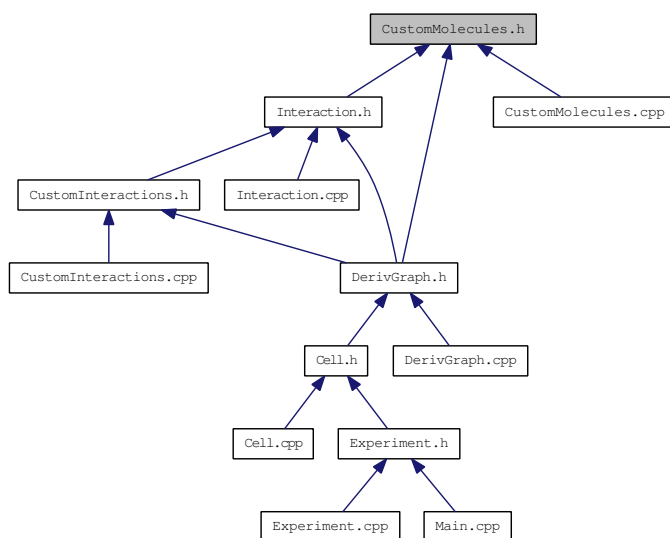 CustomMolecules.h
Interaction.h
CustomMolecules.cpp
CustomInteractions.h
Interaction.cpp
CustomInteractions.cpp
DerivGraph.h
Cell.h
DerivGraph.cpp
Cell.cpp
Experiment.h
Experiment.cpp
Main.cpp